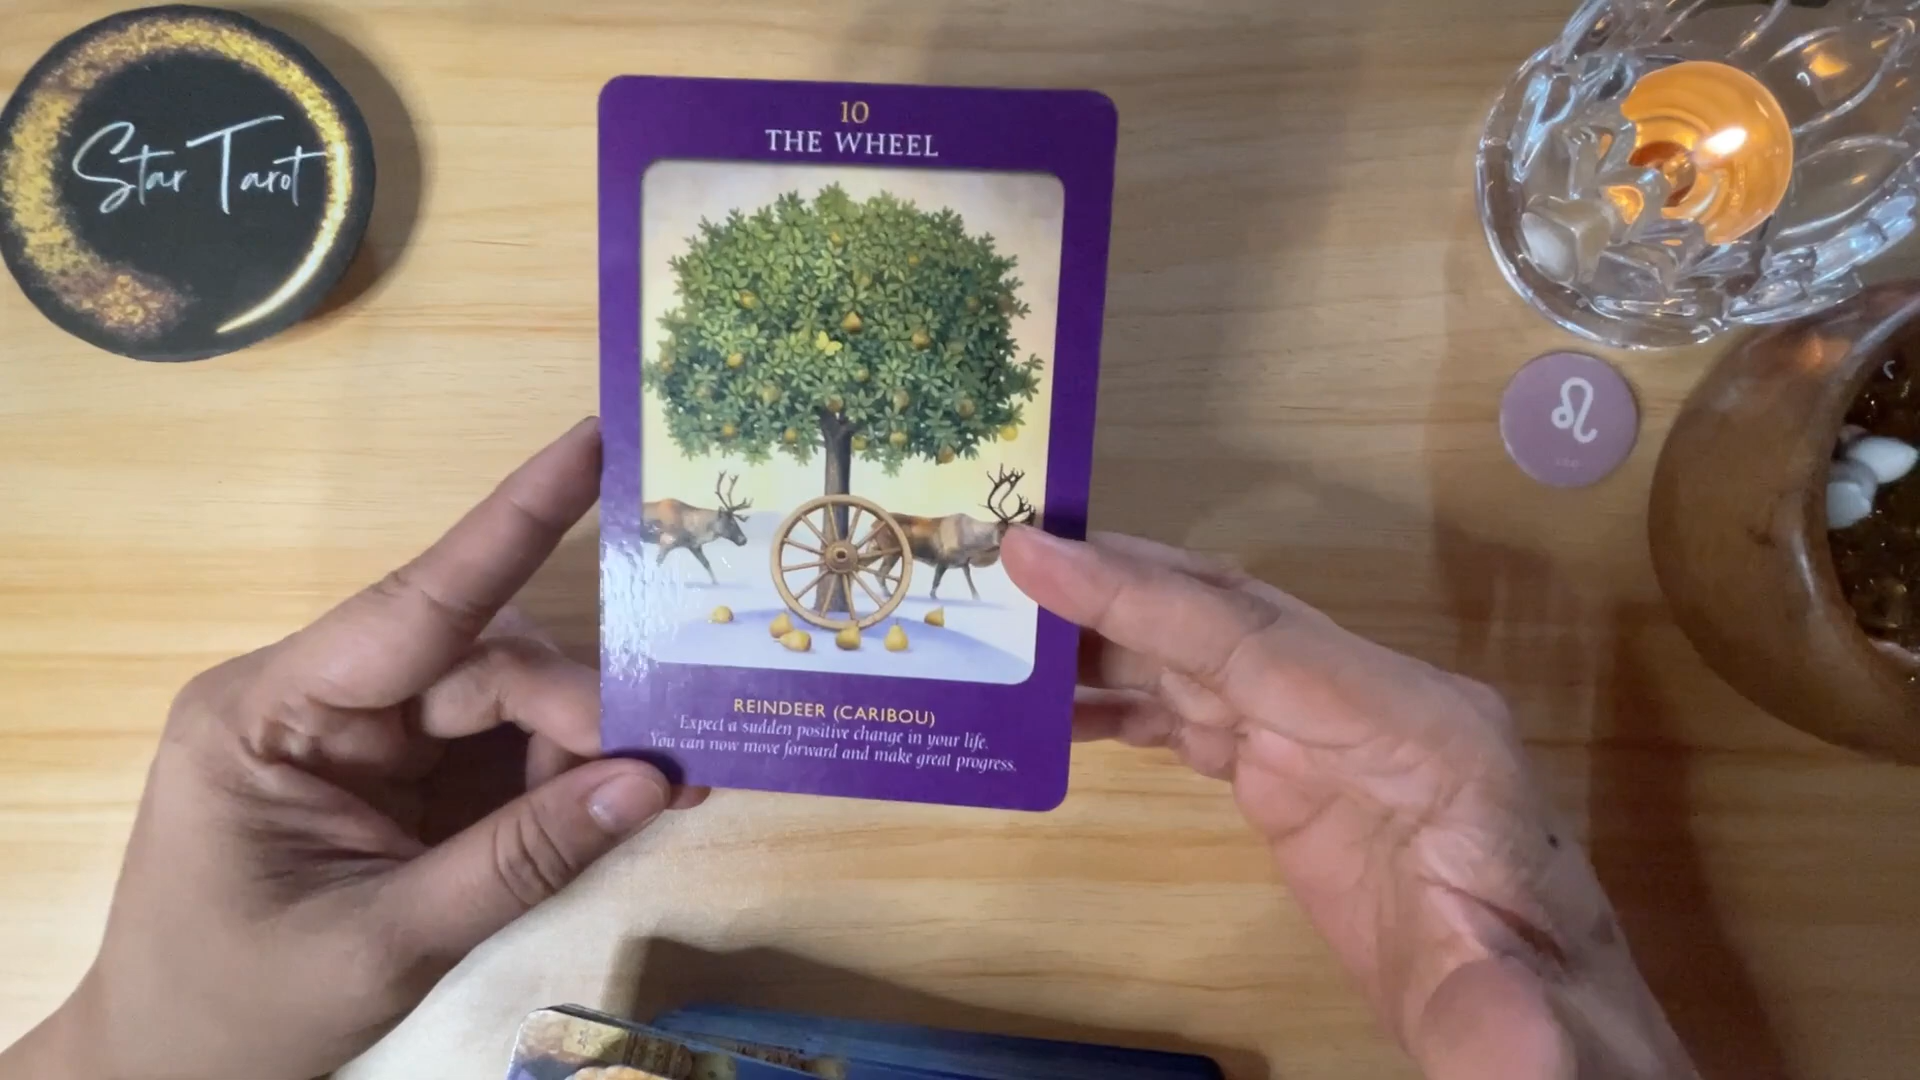 Star Tarot
10
THE WHEEL
REINDEER (CARIBOU)
Expect a sudden positive change in your life.
You can now move forward and make great progress.